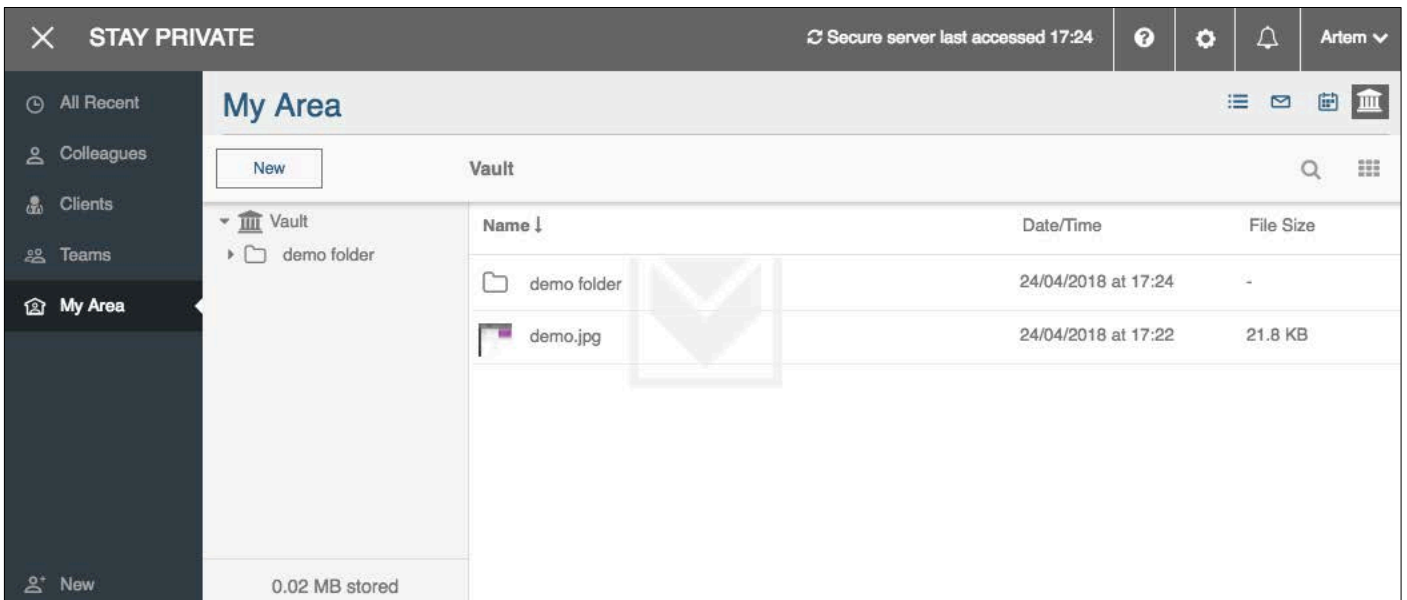 STAY PRIVATE
Secure server last accessed 17:24
Artem
All Recent
Colleagues
Clients
Teams
My Area
New
My Area
New
Vault
Vault
demo folder
0.02 MB stored
Name Date/Time File Size
demo folder 24/04/2018 at 17:24 -
demo.jpg 24/04/2018 at 17:22 21.8 KB